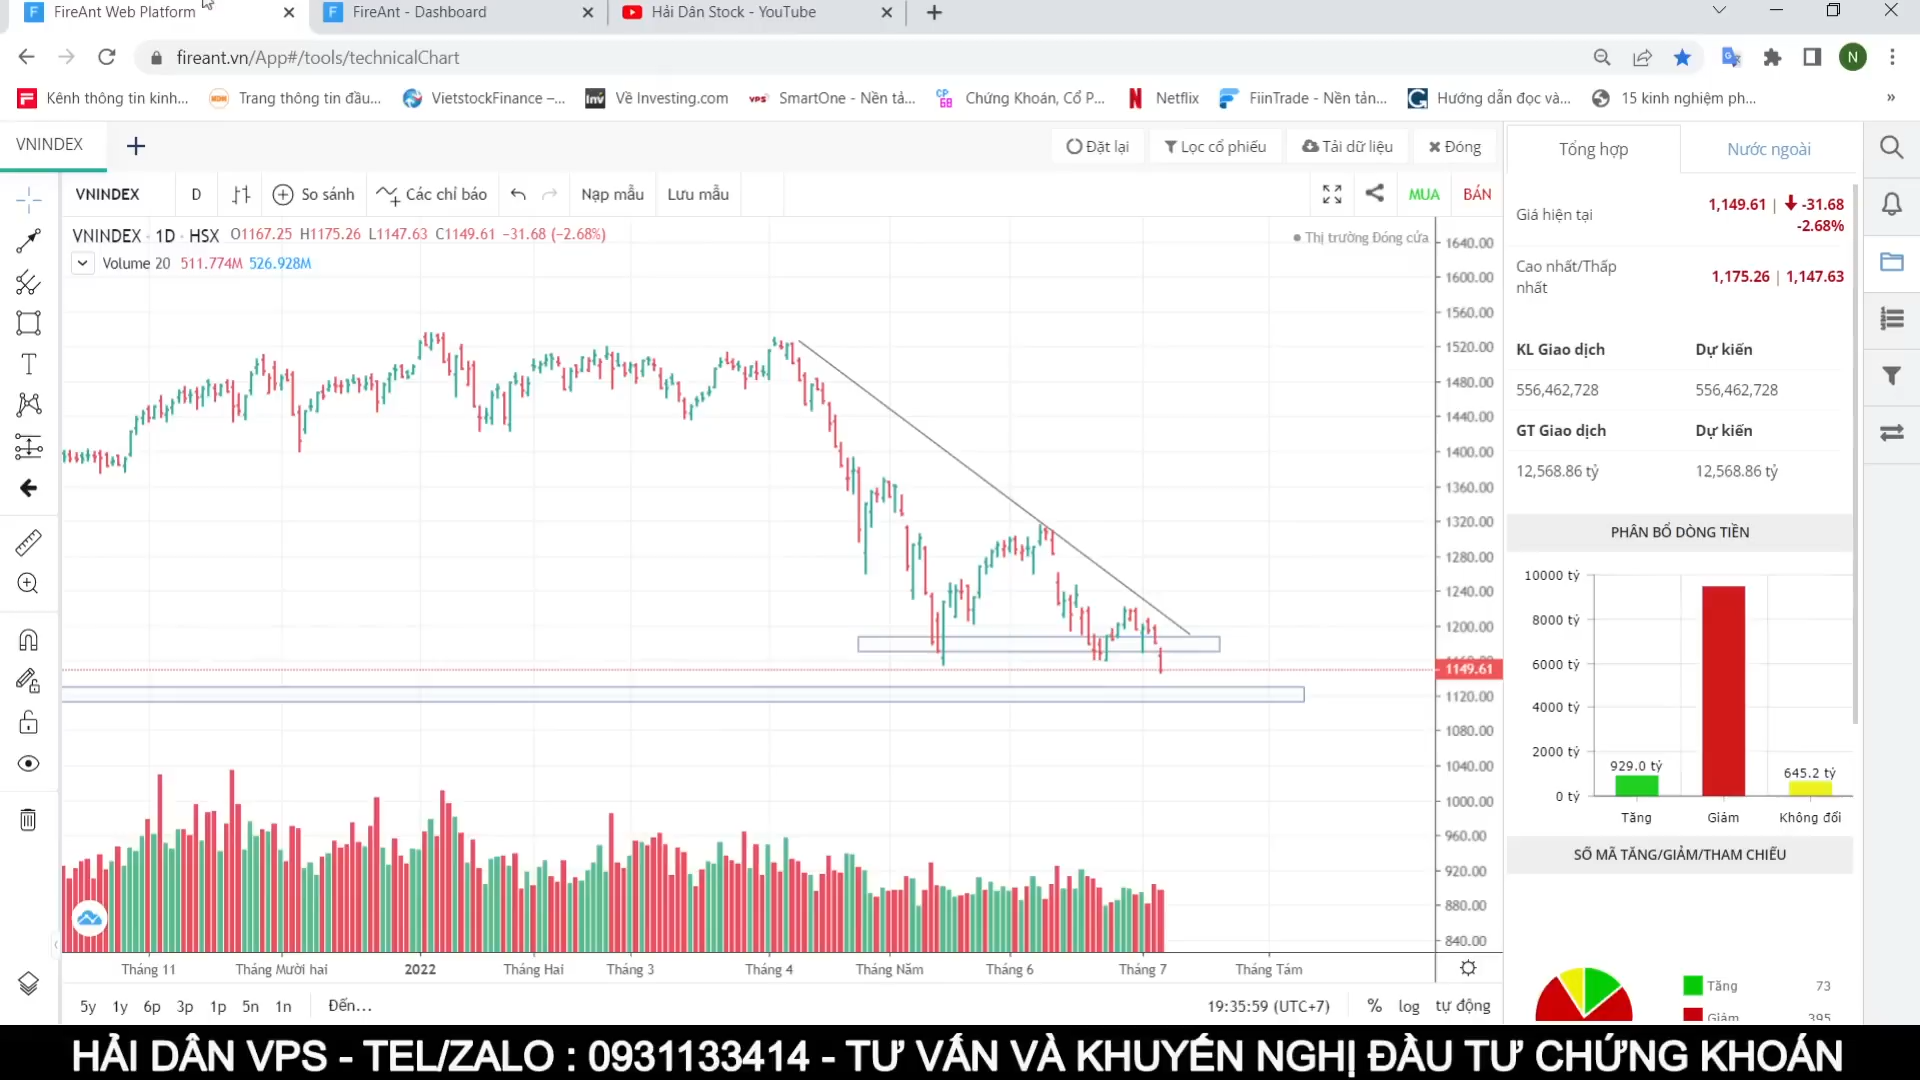 FireAnt Web Platform
FireAnt - Dashboard
Hải Dân Stock - YouTube
fireant.vn/App#/tools/technicalChart
N
Kênh thông tin kinh...
Trang thông tin đầu...
VietstockFinance –...
Về Investing.com
SmartOne - Nền tả...
Chứng Khoán, Cổ P...
Netflix
FiinTrade - Nền tản...
Hướng dẫn đọc và...
15 kinh nghiệm ph...
VNINDEX
Đặt lại
Lọc cổ phiếu
Tải dữ liệu
Đóng
Tổng hợp
Nước ngoài
VNINDEX
D
So sánh
Các chỉ báo
Nạp mẫu
Lưu mẫu
MUA
BÁN
VNINDEX · 1D · HSX O1167.25 H1175.26 L1147.63 C1149.61 −31.68 (−2.68%)
Thị trường Đóng cửa
Volume 20 511.774M 526.928M
1640.00
1600.00
1560.00
1520.00
1480.00
1440.00
1400.00
1360.00
1320.00
1280.00
1240.00
1200.00
1149.61
1120.00
1080.00
1040.00
1000.00
960.00
920.00
880.00
840.00
Tháng 11
Tháng Mười hai
2022
Tháng Hai
Tháng 3
Tháng 4
Tháng Năm
Tháng 6
Tháng 7
Tháng Tám
5y 1y 6p 3p 1p 5n 1n
Đến...
19:35:59 (UTC+7)
% log tự động
Giá hiện tại
1,149.61 | -31.68
-2.68%
Cao nhất/Thấp nhất
1,175.26 | 1,147.63
KL Giao dịch
Dự kiến
556,462,728
556,462,728
GT Giao dịch
Dự kiến
12,568.86 tỷ
12,568.86 tỷ
PHÂN BỔ DÒNG TIỀN
10000 tỷ
8000 tỷ
6000 tỷ
4000 tỷ
2000 tỷ
0 tỷ
929.0 tỷ
645.2 tỷ
Tăng
Giảm
Không đổi
SỐ MÃ TĂNG/GIẢM/THAM CHIẾU
Tăng 73
Giảm 395
HẢI DÂN VPS - TEL/ZALO : 0931133414 - TƯ VẤN VÀ KHUYẾN NGHỊ ĐẦU TƯ CHỨNG KHOÁN